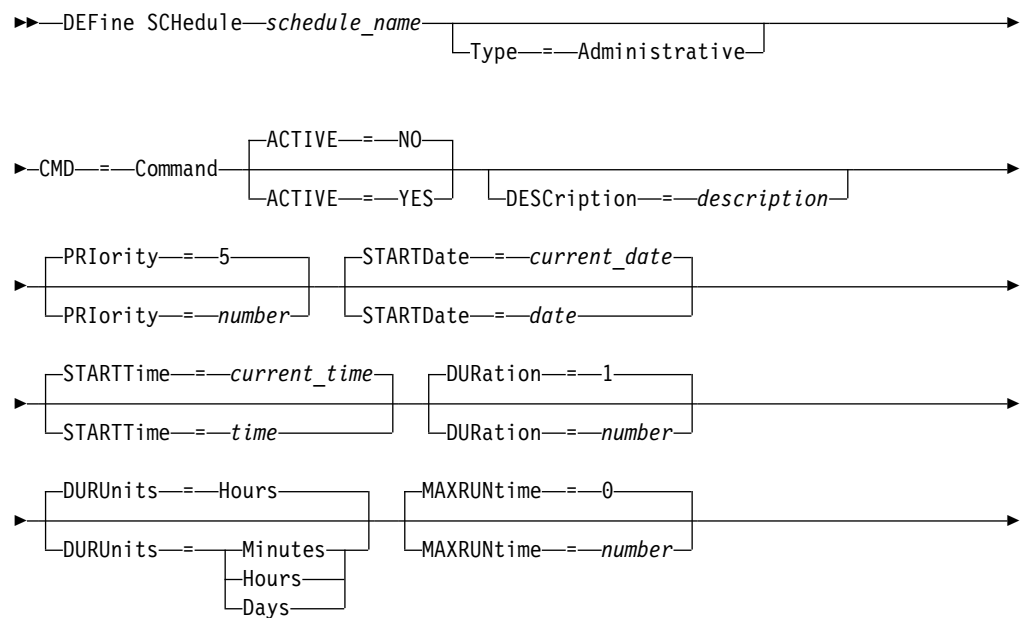 DEFine SCHedule schedule_name
Type = Administrative
CMD = Command
ACTIVE = NO
ACTIVE = YES
DESCription = description
PRIority = 5
PRIority = number
STARTDate = current_date
STARTDate = date
STARTTime = current_time
STARTTime = time
DURation = 1
DURation = number
DURUnits = Hours
DURUnits = Minutes
Hours
Days
MAXRUNtime = 0
MAXRUNtime = number